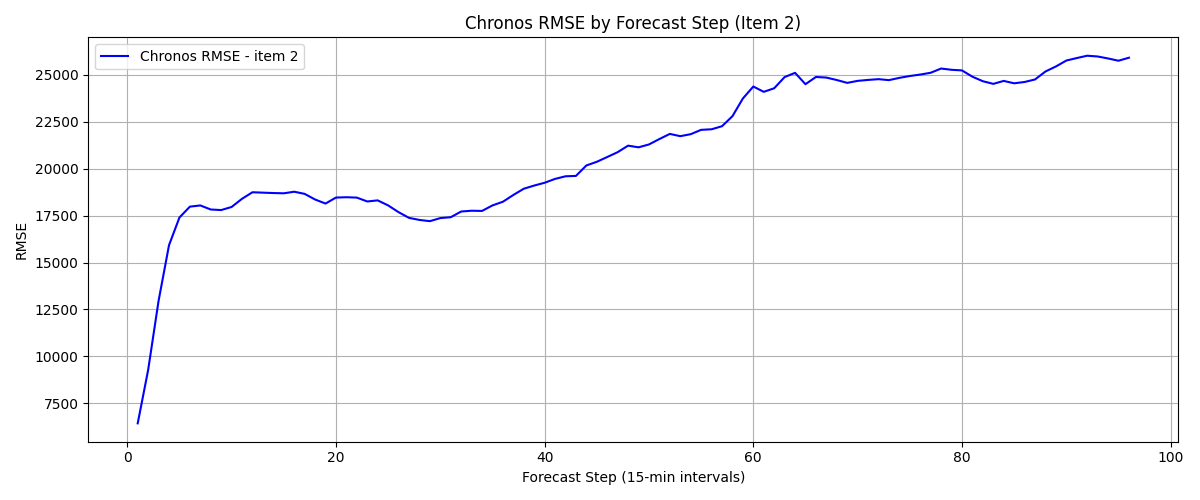 Chronos RMSE by Forecast Step (Item 2)
Chronos RMSE - item 2
25000
22500
20000
17500
15000
12500
10000
7500
RMSE
0 20 40 60 80 100
Forecast Step (15-min intervals)